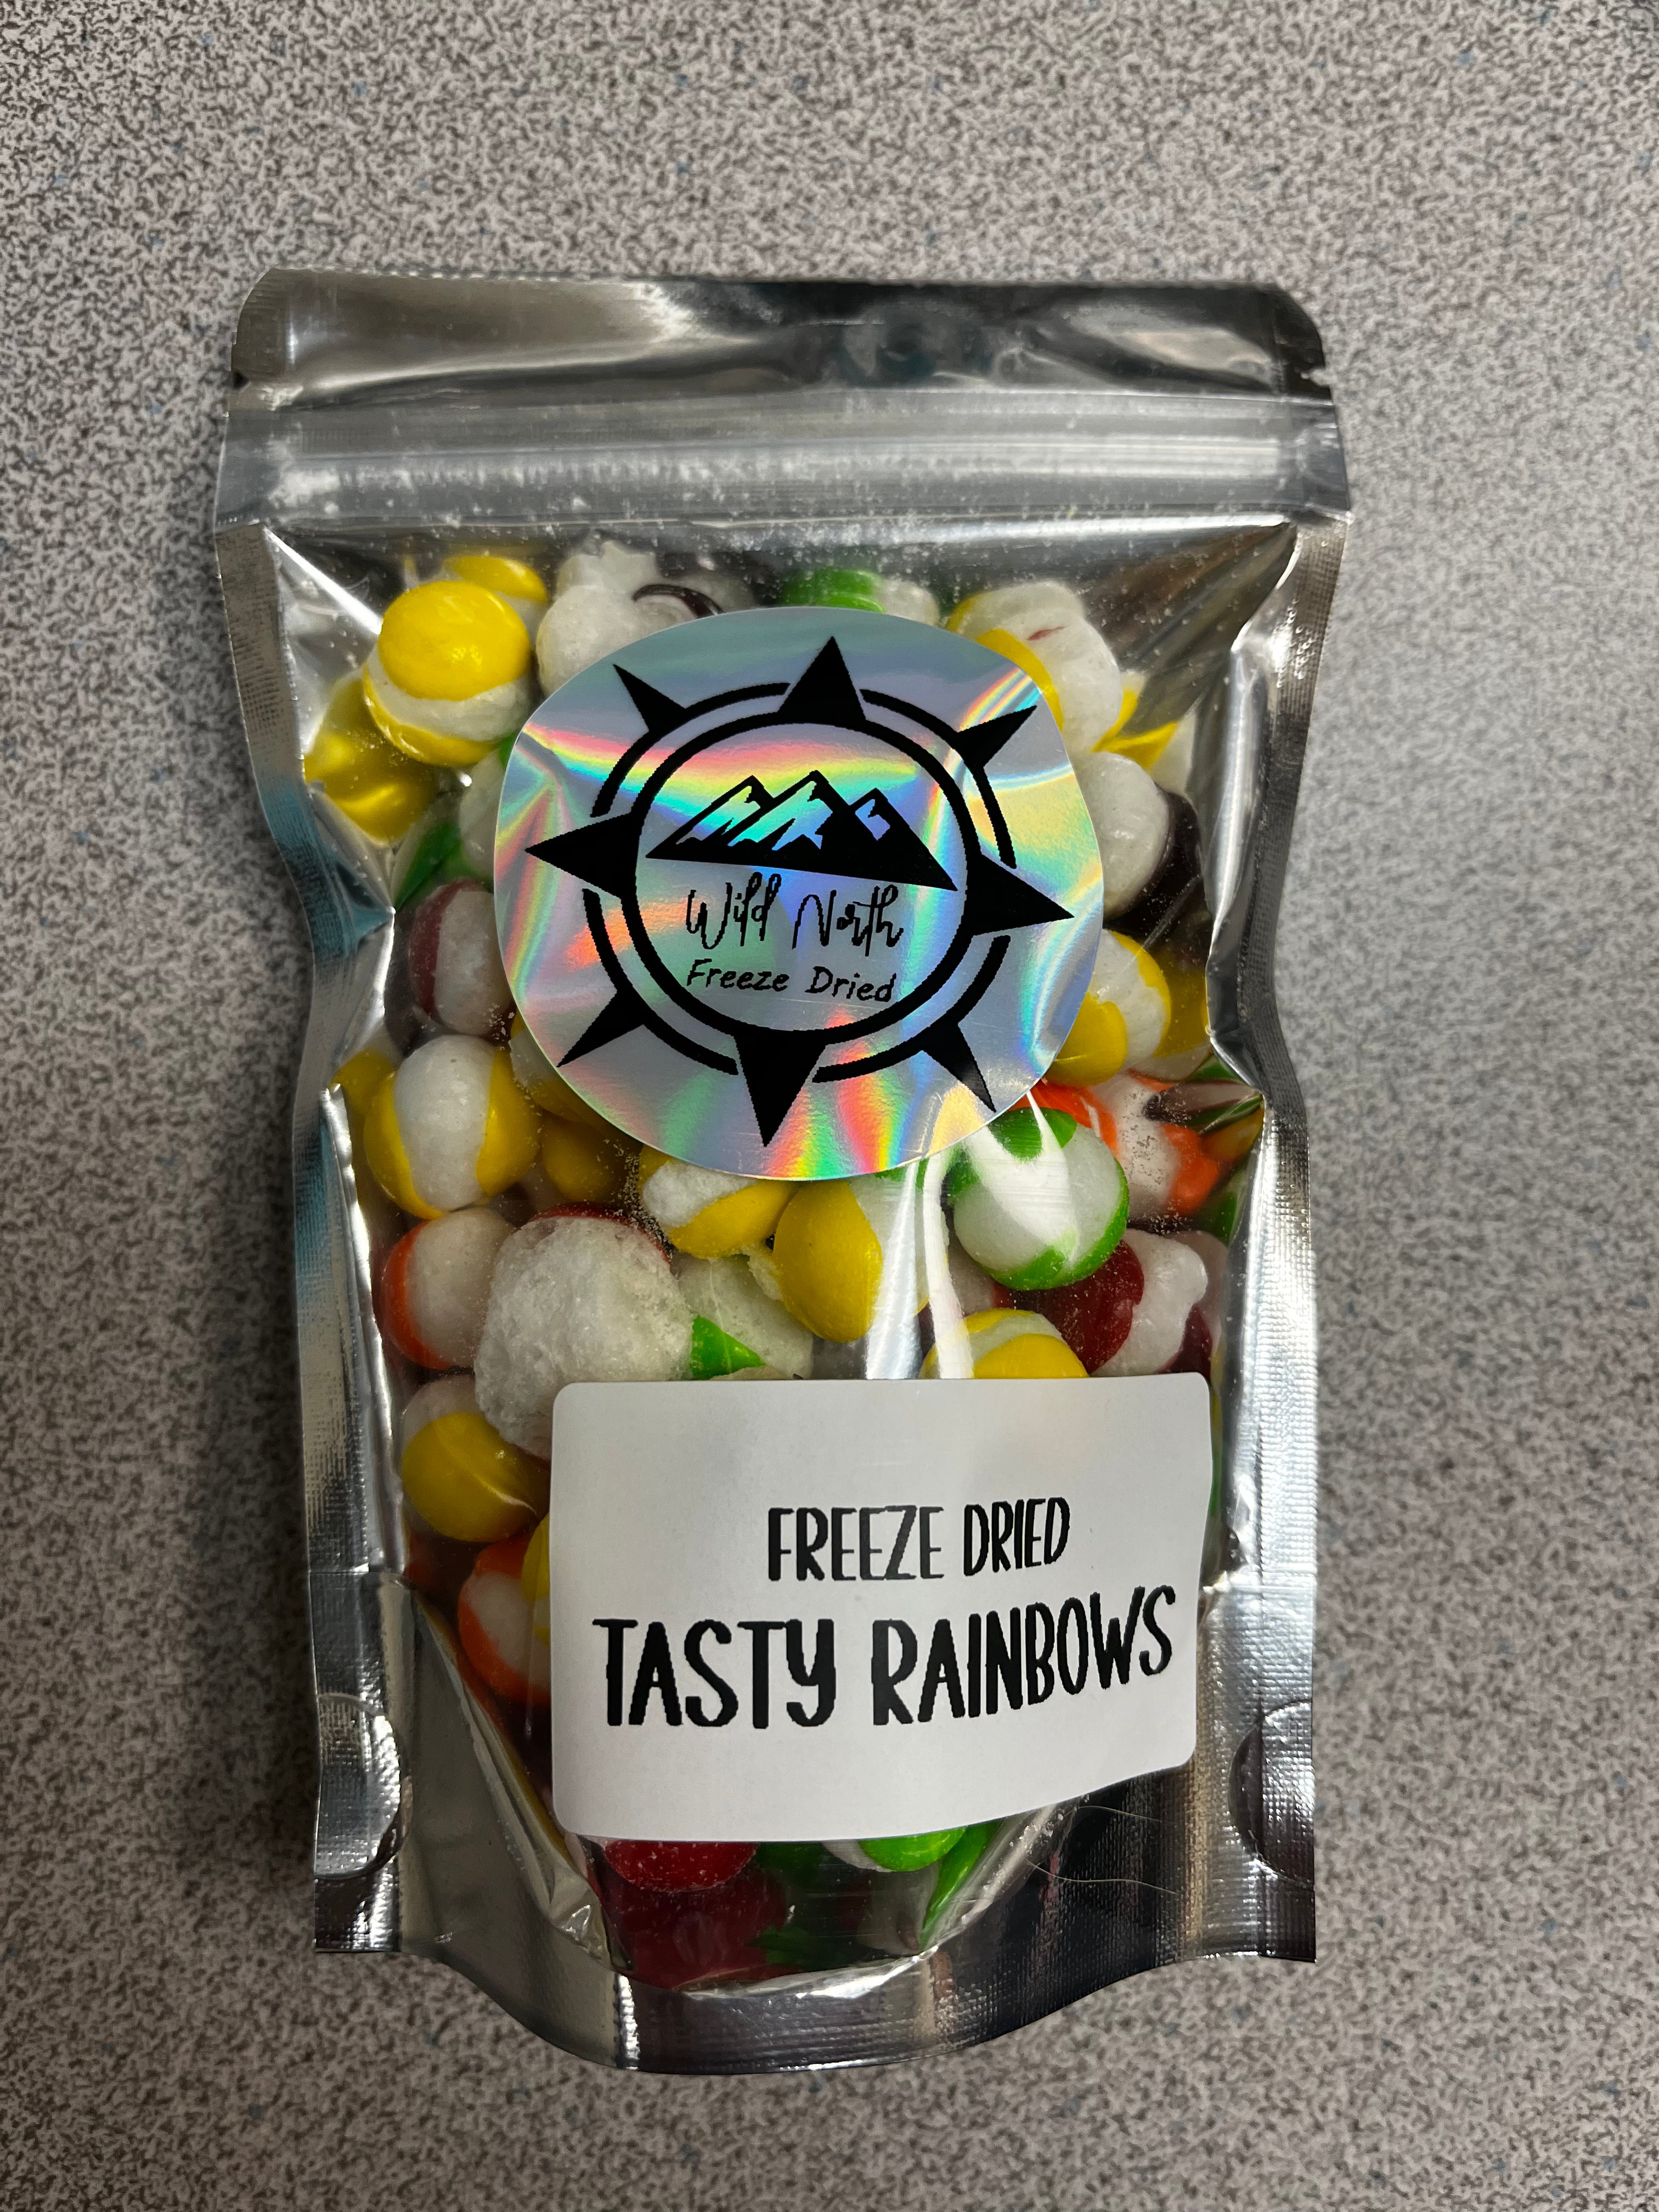 Wild North
Freeze Dried
FREEZE DRIED
TASTY RAINBOWS